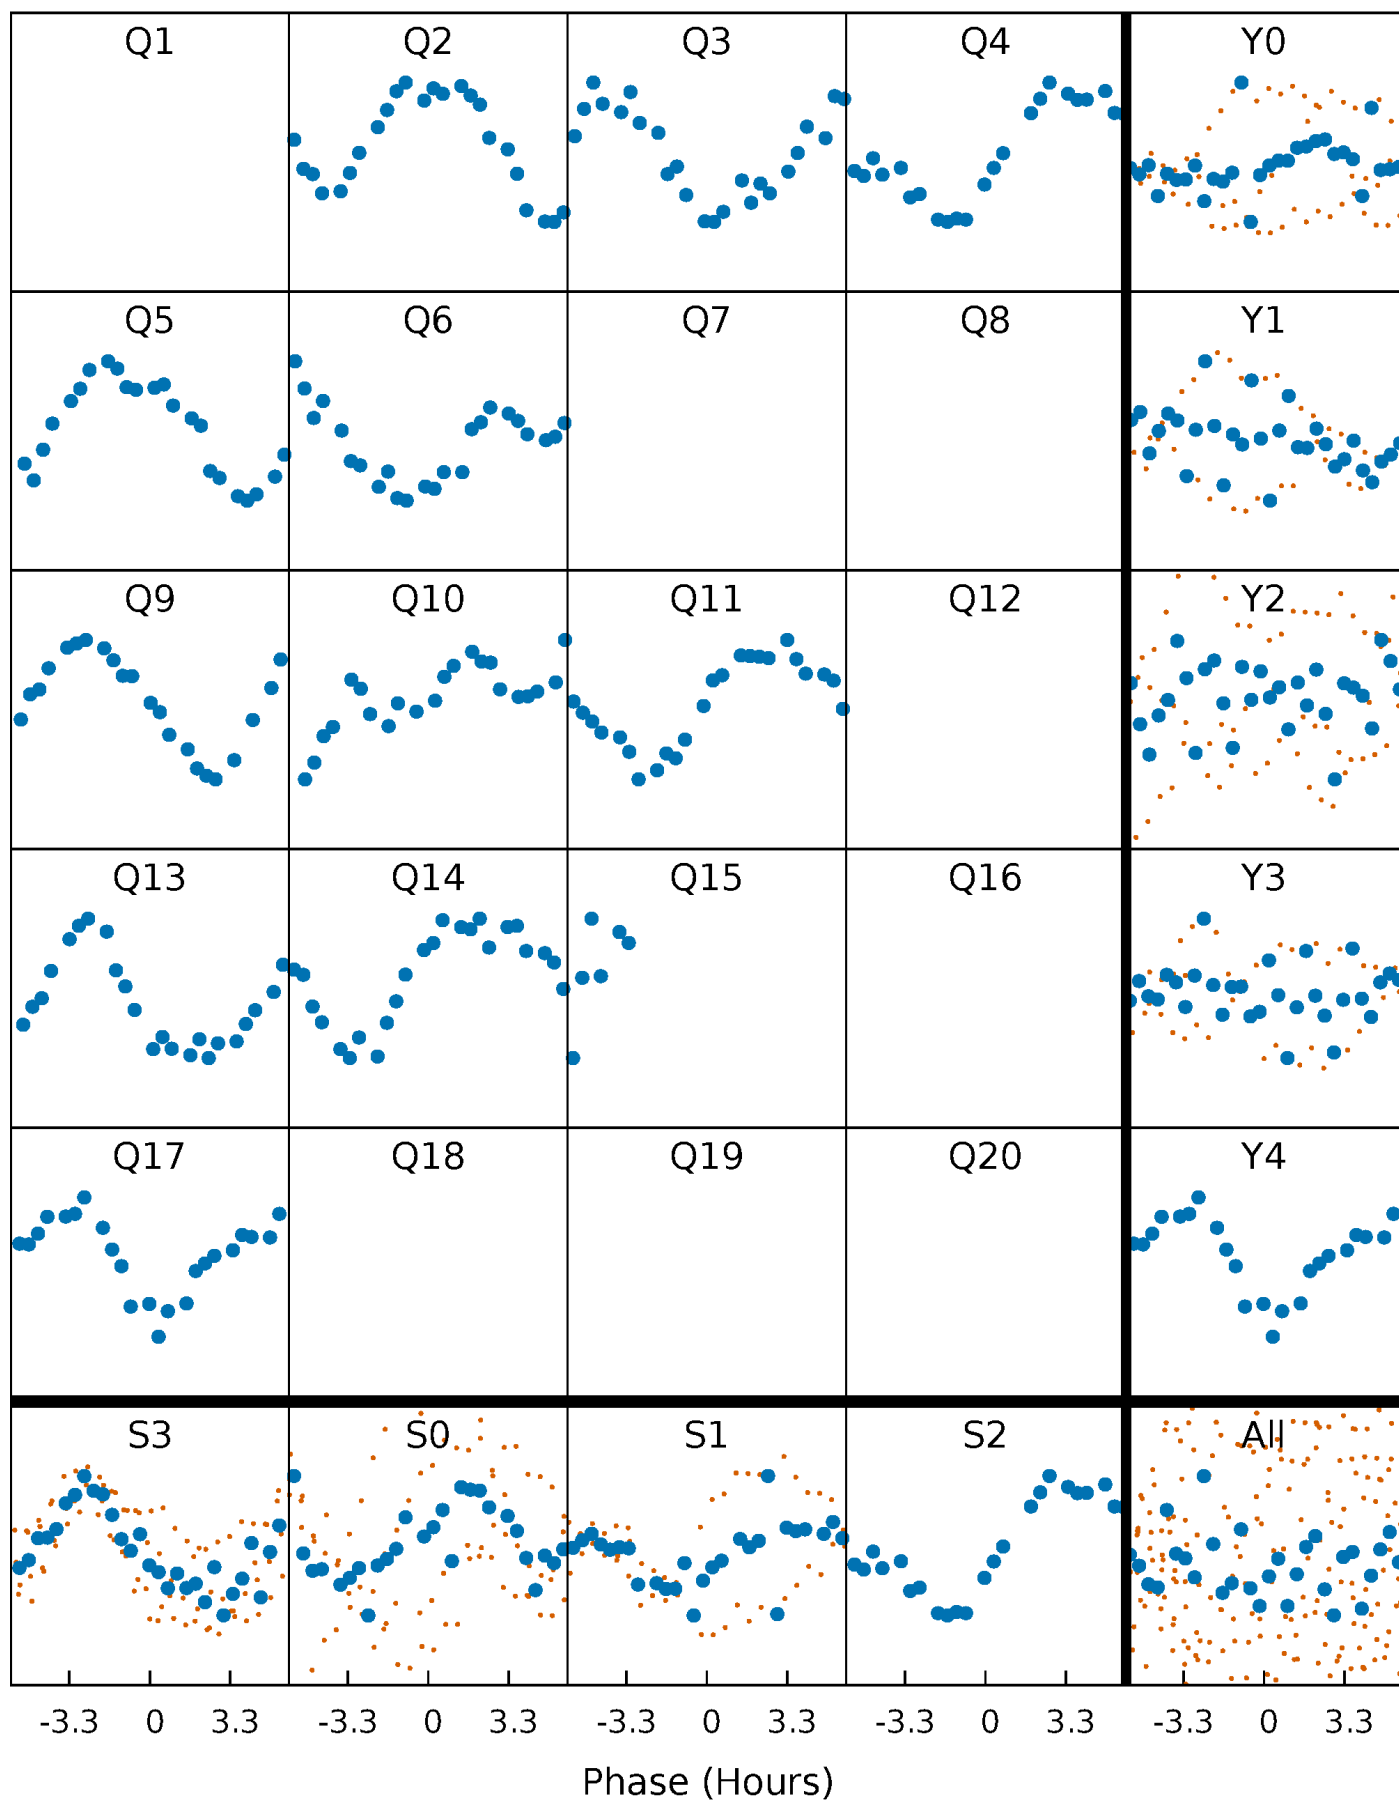 Q1 Q2 Q3 Q4 Y0
Q5 Q6 Q7 Q8 Y1
Q9 Q10 Q11 Q12 Y2
Q13 Q14 Q15 Q16 Y3
Q17 Q18 Q19 Q20 Y4
S3 S0 S1 S2 All
-3.3 0 3.3 -3.3 0 3.3 -3.3 0 3.3 -3.3 0 3.3 -3.3 0 3.3
Phase (Hours)